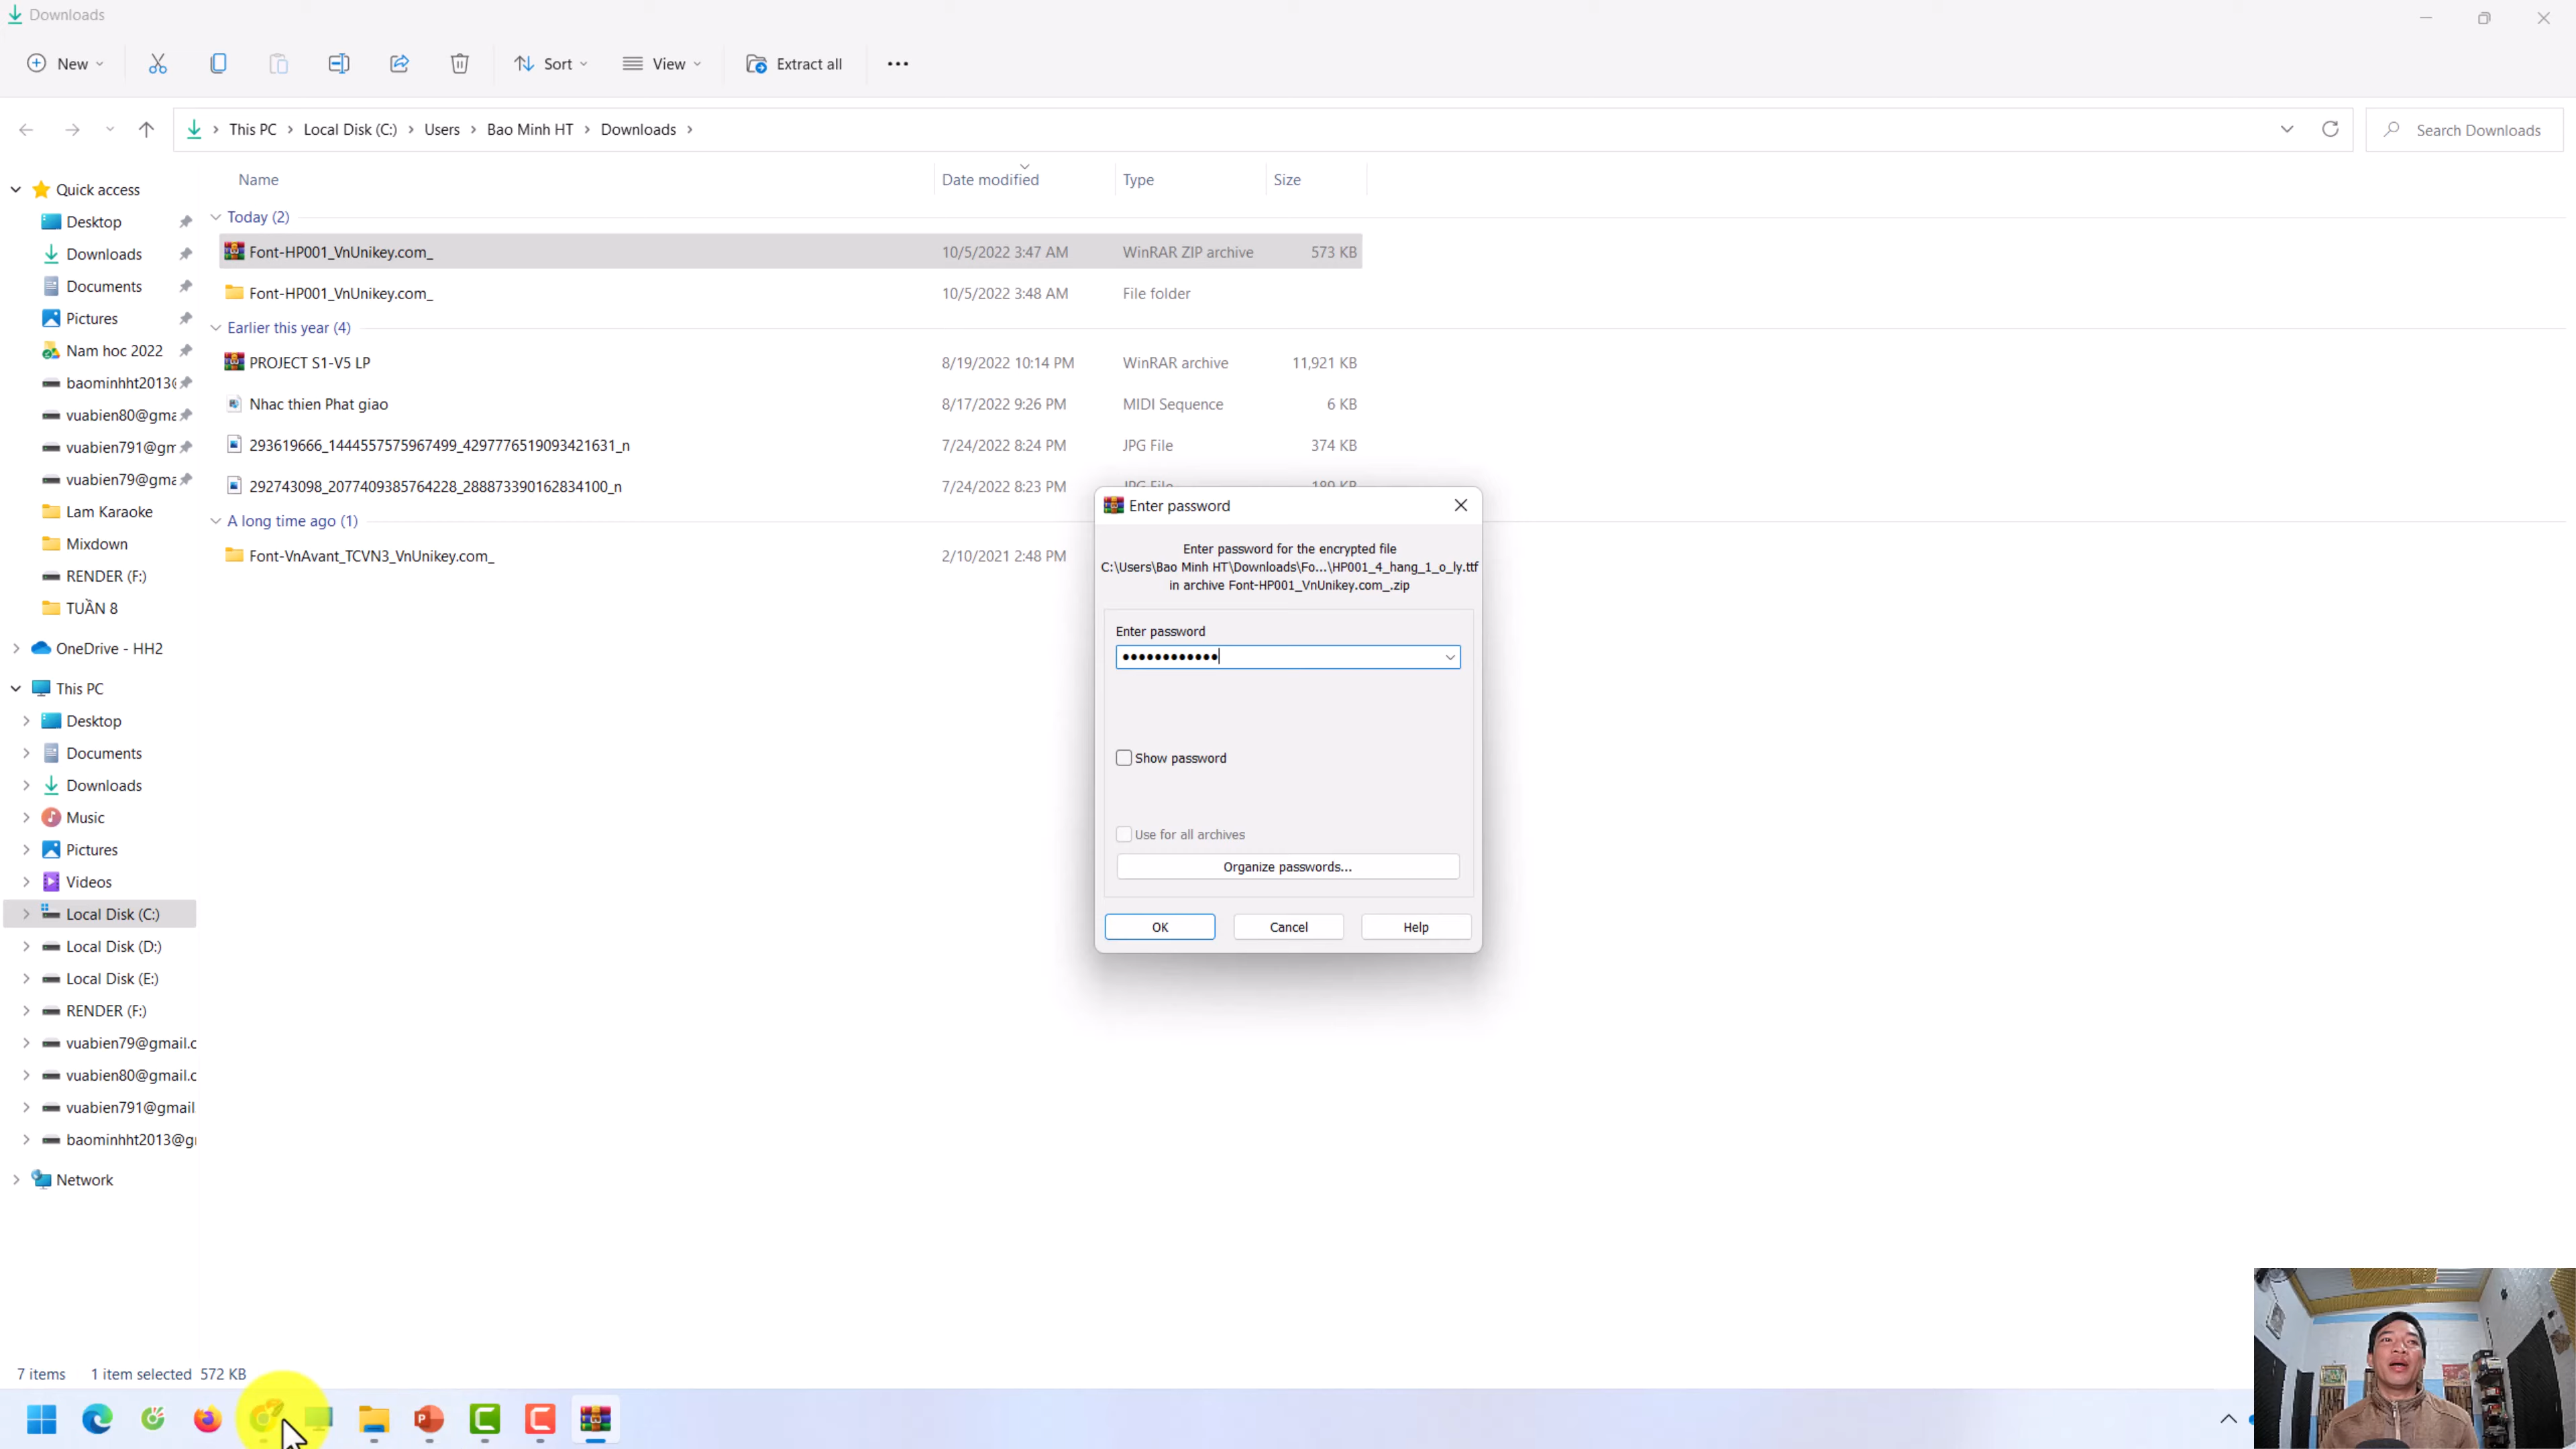 Downloads
New
Sort
View
Extract all
This PC
Local Disk (C:)
Users
Bao Minh HT
Downloads
Search Downloads
Name
Date modified
Type
Size
Today (2)
Font-HP001_VnUnikey.com_ 10/5/2022 3:47 AM WinRAR ZIP archive 573 KB
Font-HP001_VnUnikey.com_ 10/5/2022 3:48 AM File folder
Earlier this year (4)
PROJECT S1-V5 LP 8/19/2022 10:14 PM WinRAR archive 11,921 KB
Nhac thien Phat giao 8/17/2022 9:26 PM MIDI Sequence 6 KB
293619666_1444557575967499_4297776519093421631_n 7/24/2022 8:24 PM JPG File 374 KB
292743098_2077409385764228_288873390162834100_n 7/24/2022 8:23 PM JPG File
A long time ago (1)
Font-VnAvant_TCVN3_VnUnikey.com_ 2/10/2021 2:48 PM
Quick access
Desktop
Downloads
Documents
Pictures
Nam hoc 2022
baominhht2013
vuabien80@gma
vuabien791@gm
vuabien79@gma
Lam Karaoke
Mixdown
RENDER (F:)
TUẦN 8
OneDrive - HH2
This PC
Desktop
Documents
Downloads
Music
Pictures
Videos
Local Disk (C:)
Local Disk (D:)
Local Disk (E:)
RENDER (F:)
vuabien79@gmail.c
vuabien80@gmail.c
vuabien791@gmail
baominhht2013@g
Network
Enter password
Enter password for the encrypted file
C:\Users\Bao Minh HT\Downloads\Fo...\HP001_4_hang_1_o_ly.ttf
in archive Font-HP001_VnUnikey.com_.zip
Enter password
Show password
Use for all archives
Organize passwords...
OK
Cancel
Help
7 items 1 item selected 572 KB